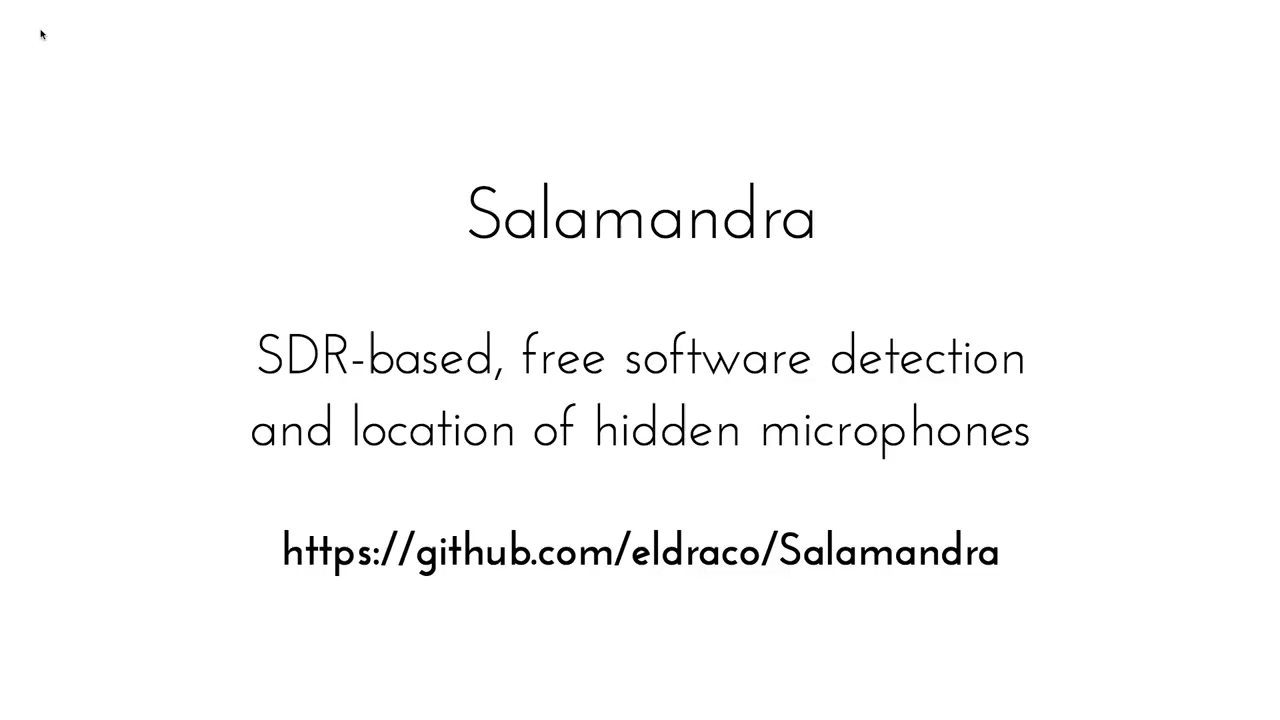 Salamandra
SDR-based, free software detection
and location of hidden microphones
https://github.com/eldraco/Salamandra